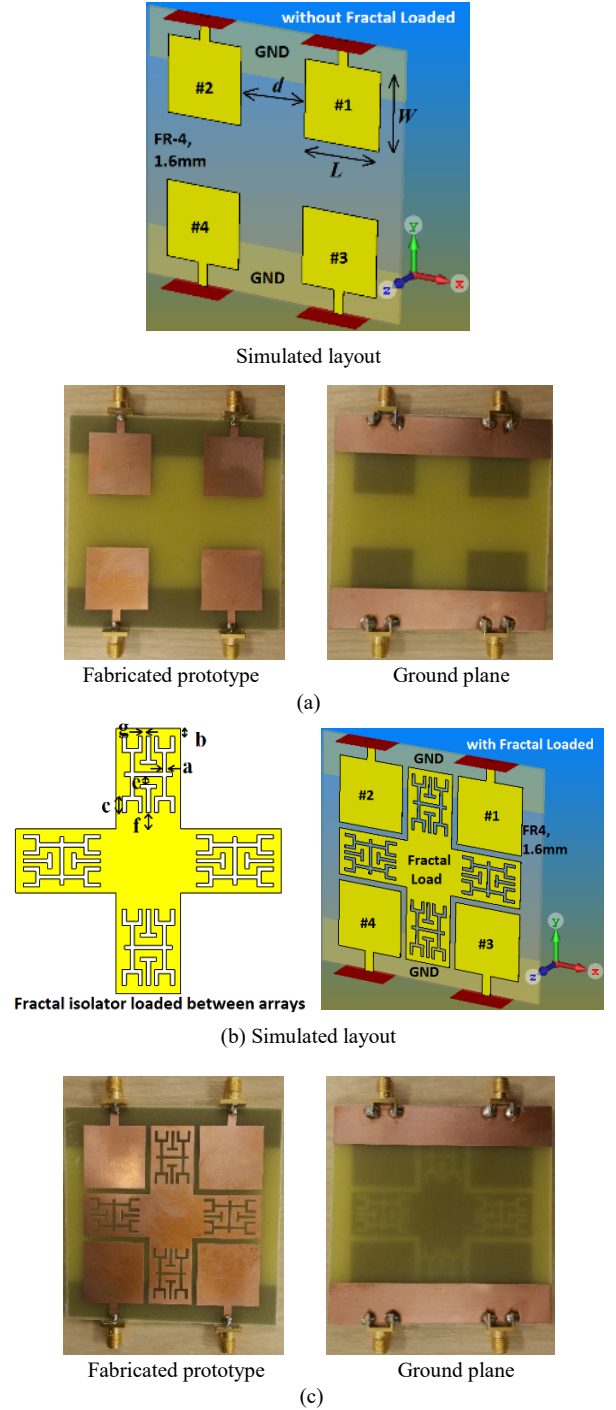 without Fractal Loaded
GND
#2
d
#1
W
FR-4,
1.6mm
L
#4
#3
GND
y
z
x
Simulated layout
Fabricated prototype
Ground plane
(a)
g
b
a
e
c
f
Fractal isolator loaded between arrays
with Fractal Loaded
GND
#2
#1
FR4,
1.6mm
Fractal
Load
#4
#3
GND
y
z
x
(b) Simulated layout
Fabricated prototype
Ground plane
(c)